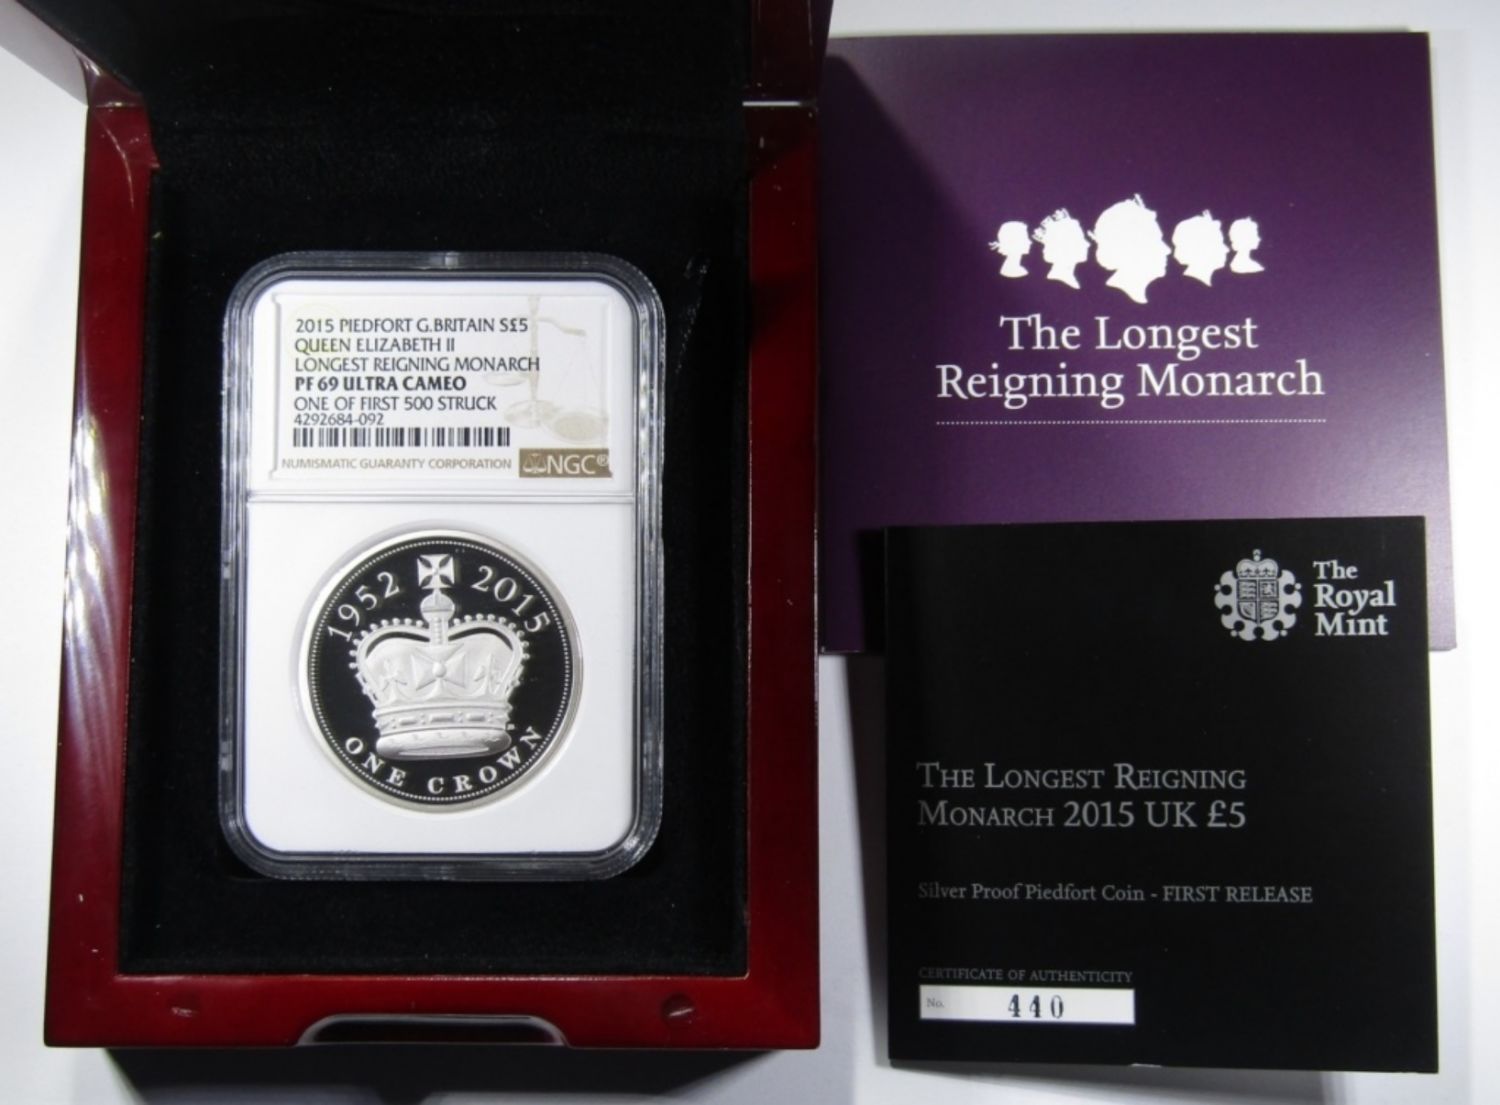 2015 PIEDFORT G.BRITAIN S£5
QUEEN ELIZABETH II
LONGEST REIGNING MONARCH
PF 69 ULTRA CAMEO
ONE OF FIRST 500 STRUCK
4292684-092
NUMISMATIC GUARANTY CORPORATION NGC®
1952 2015
ONE CROWN
The Longest
Reigning Monarch
The
Royal
Mint
THE LONGEST REIGNING
MONARCH 2015 UK £5
Silver Proof Piedfort Coin - FIRST RELEASE
CERTIFICATE OF AUTHENTICITY
No. 440